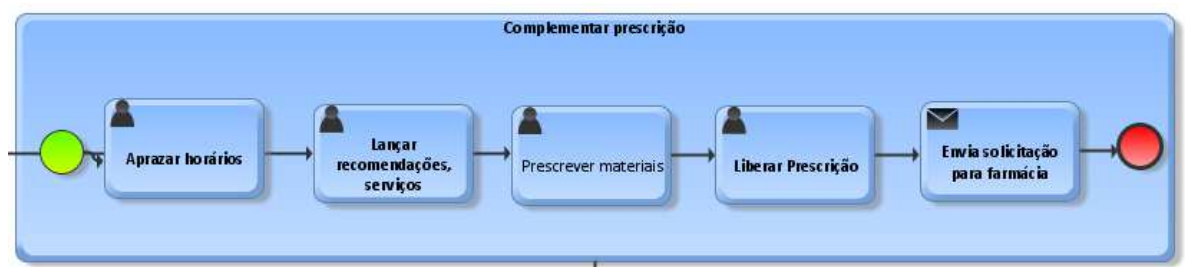 Complementar prescrição
Aprazar horários
Lançar
recomendações,
serviços
Prescrever materiais
Liberar Prescrição
Envia solicitação
para farmácia